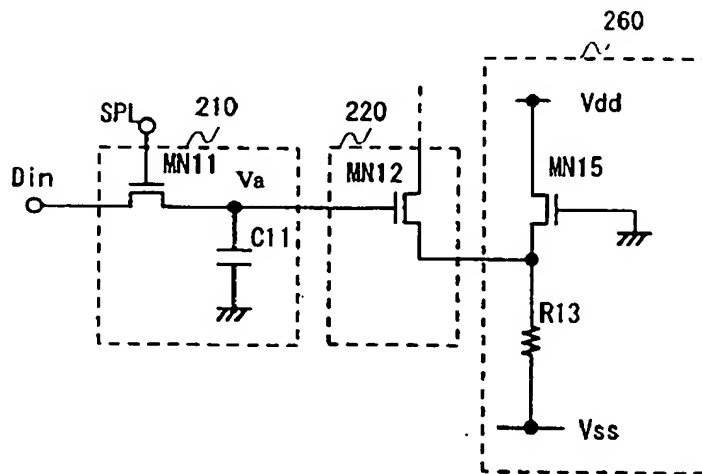 260
SPL
210
220
Vdd
Din
MN11
Va
MN12
MN15
C11
R13
Vss